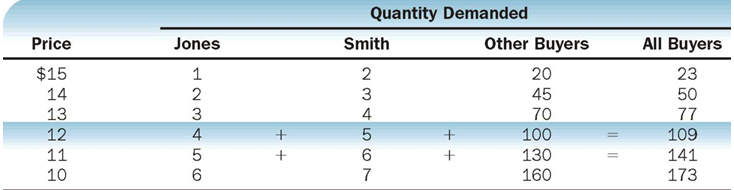 Quantity Demanded
Price Jones Smith Other Buyers All Buyers
$15 1 2 20 23
14 2 3 45 50
13 3 4 70 77
12 4 + 5 + 100 = 109
11 5 + 6 + 130 = 141
10 6 7 160 173